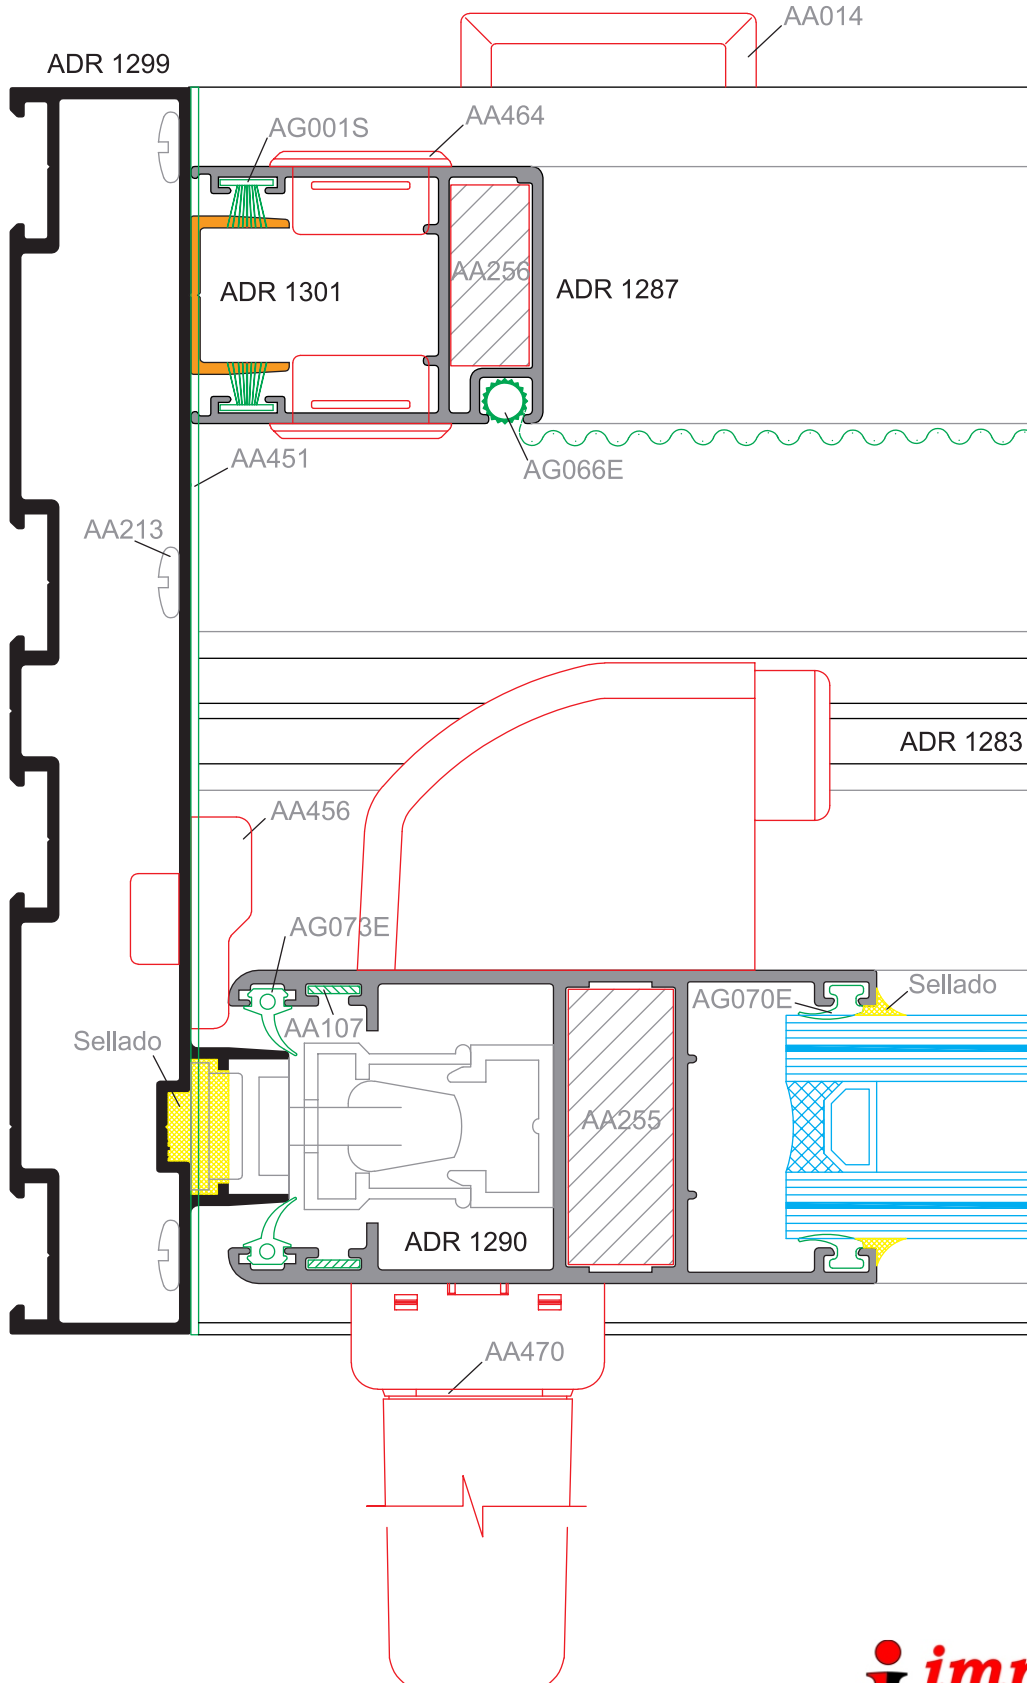 AA014
ADR 1299
AA464
AG001S
AA256
ADR 1301
ADR 1287
AA451
AG066E
AA213
ADR 1283
AA456
AG073E
Sellado
AG070E
AA107
Sellado
AA255
ADR 1290
AA470